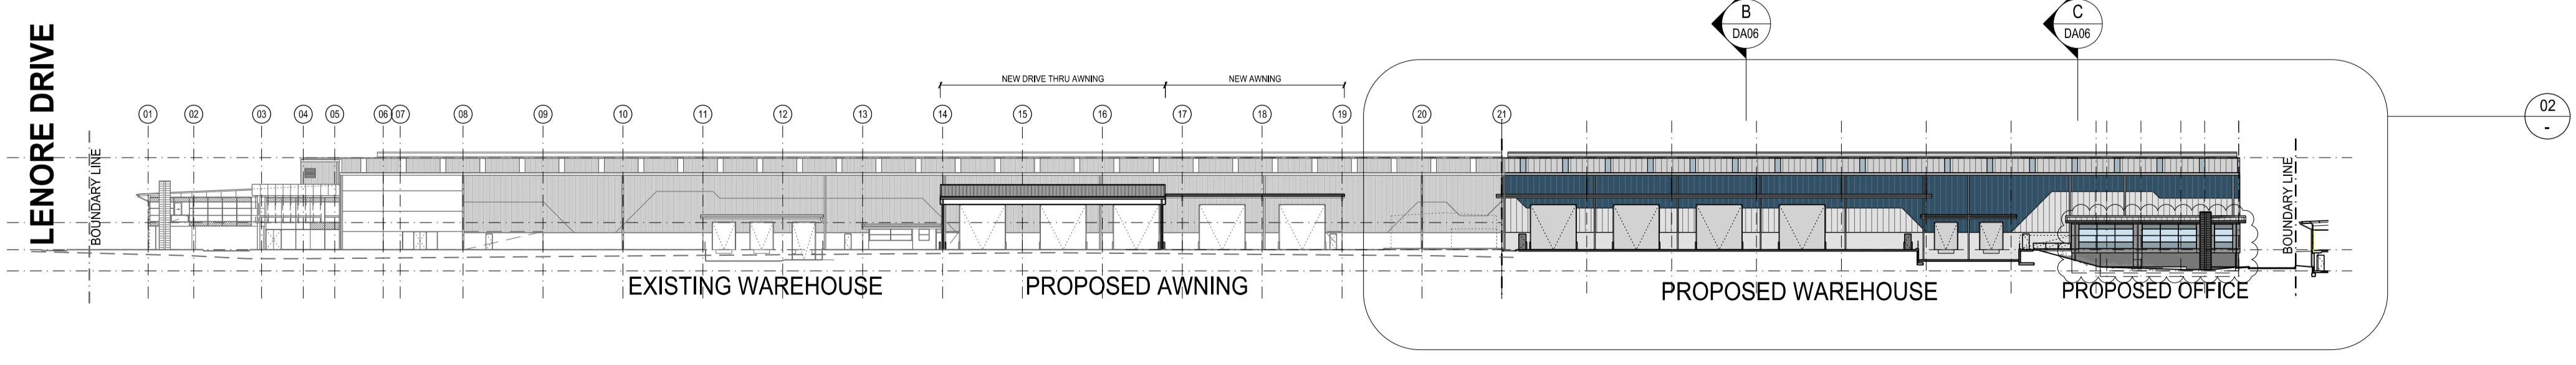 LENORE DRIVE
BOUNDARY LINE
B
DA06
C
DA06
NEW DRIVE THRU AWNING
NEW AWNING
01
02
03
04
05
06
07
08
09
10
11
12
13
14
15
16
17
18
19
20
21
02
-
BOUNDARY LINE
EXISTING WAREHOUSE
PROPOSED AWNING
PROPOSED WAREHOUSE
PROPOSED OFFICE